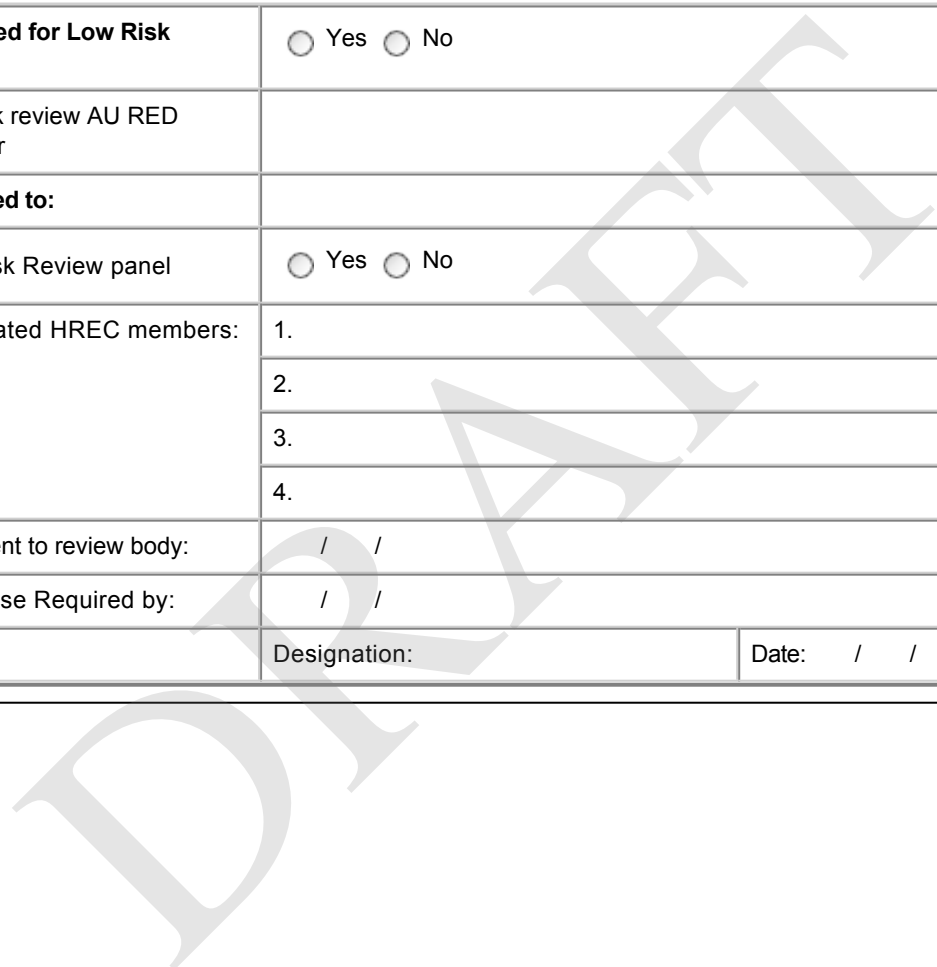 ed for Low Risk
Yes No
k review AU RED
r
ed to:
sk Review panel
Yes No
ated HREC members:
1.
2.
3.
4.
ent to review body:
/ /
se Required by:
/ /
Designation:
Date: / /
DRAFT